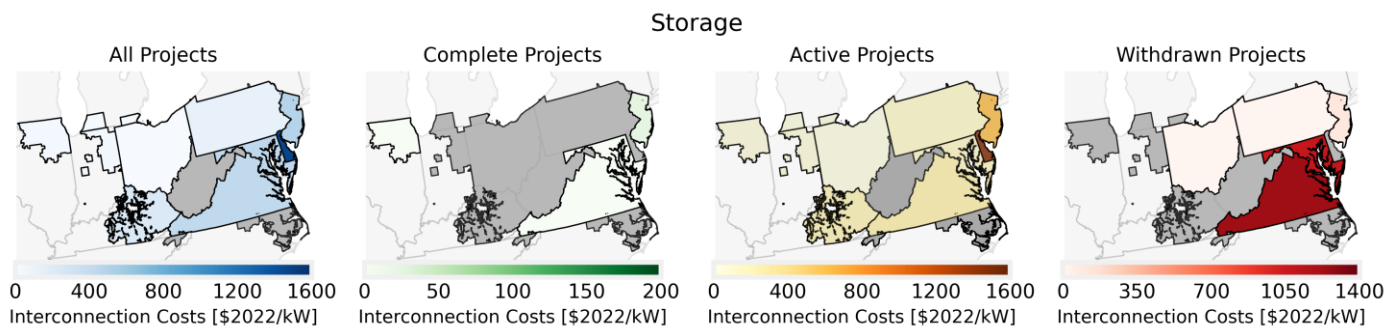 Storage
All Projects
Complete Projects
Active Projects
Withdrawn Projects
0 400 800 1200 1600
Interconnection Costs [$2022/kW]
0 50 100 150 200
Interconnection Costs [$2022/kW]
0 400 800 1200 1600
Interconnection Costs [$2022/kW]
0 350 700 1050 1400
Interconnection Costs [$2022/kW]